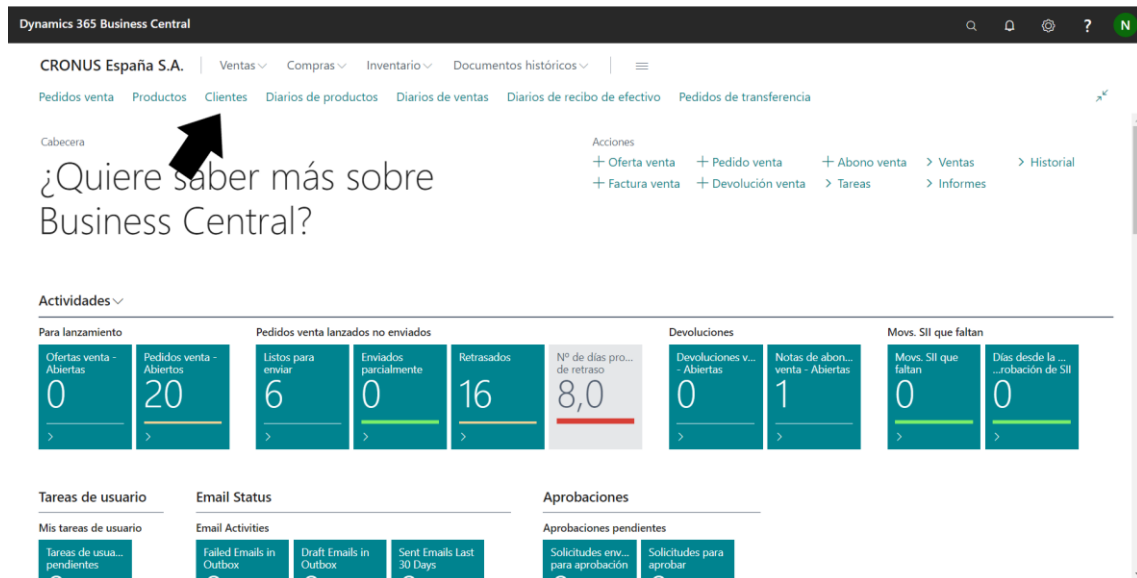 Dynamics 365 Business Central
N
CRONUS España S.A.
Ventas
Compras
Inventario
Documentos históricos
Pedidos venta
Productos
Clientes
Diarios de productos
Diarios de ventas
Diarios de recibo de efectivo
Pedidos de transferencia
Cabecera
¿Quiere saber más sobre
Business Central?
Acciones
+ Oferta venta
+ Pedido venta
+ Abono venta
> Ventas
> Historial
+ Factura venta
+ Devolución venta
> Tareas
> Informes
Actividades
Para lanzamiento
Ofertas venta -
Abiertas
0
Pedidos venta -
Abiertos
20
Pedidos venta lanzados no enviados
Listos para
enviar
6
Enviados
parcialmente
0
Retrasados
16
Nº de días pro...
de retraso
8,0
Devoluciones
Devoluciones v...
- Abiertas
0
Notas de abon...
venta - Abiertas
1
Movs. SII que faltan
Movs. SII que
faltan
0
Días desde la ...
...robación de SII
0
Tareas de usuario
Mis tareas de usuario
Tareas de usua...
pendientes
Email Status
Email Activities
Failed Emails in
Outbox
Draft Emails in
Outbox
Sent Emails Last
30 Days
Aprobaciones
Aprobaciones pendientes
Solicitudes env...
para aprobación
Solicitudes para
aprobar